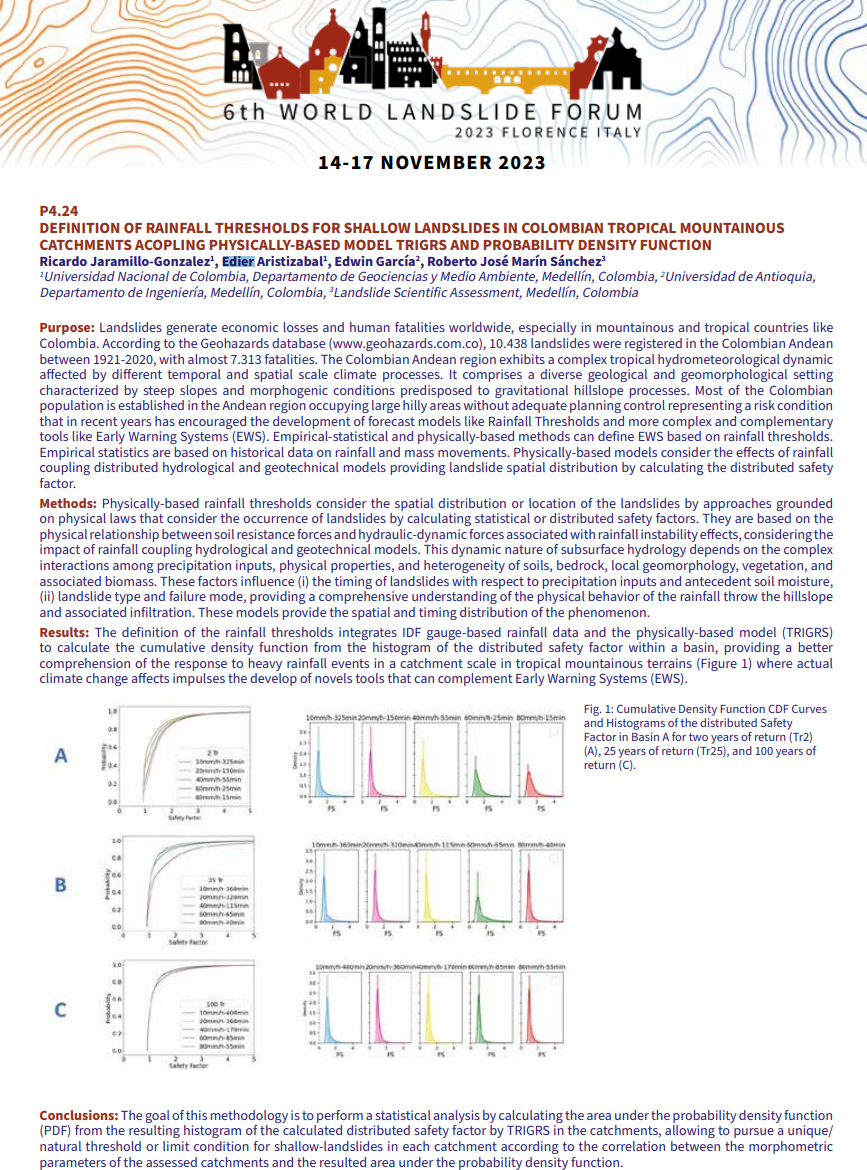 6th WORLD LANDSLIDE FORUM
2023 FLORENCE ITALY
14-17 NOVEMBER 2023
P4.24
DEFINITION OF RAINFALL THRESHOLDS FOR SHALLOW LANDSLIDES IN COLOMBIAN TROPICAL MOUNTAINOUS
CATCHMENTS ACOPLING PHYSICALLY-BASED MODEL TRIGRS AND PROBABILITY DENSITY FUNCTION
Ricardo Jaramillo-Gonzalez¹, Edier Aristizabal¹, Edwin García², Roberto José Marín Sánchez³
¹Universidad Nacional de Colombia, Departamento de Geociencias y Medio Ambiente, Medellín, Colombia, ²Universidad de Antioquia,
Departamento de Ingeniería, Medellín, Colombia, ³Landslide Scientific Assessment, Medellín, Colombia
Purpose: Landslides generate economic losses and human fatalities worldwide, especially in mountainous and tropical countries like
Colombia. According to the Geohazards database (www.geohazards.com.co), 10.438 landslides were registered in the Colombian Andean
between 1921-2020, with almost 7.313 fatalities. The Colombian Andean region exhibits a complex tropical hydrometeorological dynamic
affected by different temporal and spatial scale climate processes. It comprises a diverse geological and geomorphological setting
characterized by steep slopes and morphogenic conditions predisposed to gravitational hillslope processes. Most of the Colombian
population is established in the Andean region occupying large hilly areas without adequate planning control representing a risk condition
that in recent years has encouraged the development of forecast models like Rainfall Thresholds and more complex and complementary
tools like Early Warning Systems (EWS). Empirical-statistical and physically-based methods can define EWS based on rainfall thresholds.
Empirical statistics are based on historical data on rainfall and mass movements. Physically-based models consider the effects of rainfall
coupling distributed hydrological and geotechnical models providing landslide spatial distribution by calculating the distributed safety
factor.
Methods: Physically-based rainfall thresholds consider the spatial distribution or location of the landslides by approaches grounded
on physical laws that consider the occurrence of landslides by calculating statistical or distributed safety factors. They are based on the
physical relationship between soil resistance forces and hydraulic-dynamic forces associated with rainfall instability effects, considering the
impact of rainfall coupling hydrological and geotechnical models. This dynamic nature of subsurface hydrology depends on the complex
interactions among precipitation inputs, physical properties, and heterogeneity of soils, bedrock, local geomorphology, vegetation, and
associated biomass. These factors influence (i) the timing of landslides with respect to precipitation inputs and antecedent soil moisture,
(ii) landslide type and failure mode, providing a comprehensive understanding of the physical behavior of the rainfall throw the hillslope
and associated infiltration. These models provide the spatial and timing distribution of the phenomenon.
Results: The definition of the rainfall thresholds integrates IDF gauge-based rainfall data and the physically-based model (TRIGRS)
to calculate the cumulative density function from the histogram of the distributed safety factor within a basin, providing a better
comprehension of the response to heavy rainfall events in a catchment scale in tropical mountainous terrains (Figure 1) where actual
climate change affects impulses the develop of novels tools that can complement Early Warning Systems (EWS).
Fig. 1: Cumulative Density Function CDF Curves
and Histograms of the distributed Safety
Factor in Basin A for two years of return (Tr2)
(A), 25 years of return (Tr25), and 100 years of
return (C).
A
Probability
Safety Factor
2 Tr
10mm/h-325min
20mm/h-150min
40mm/h-55min
60mm/h-25min
80mm/h-15min
10mm/h-325min 20mm/h-150min 40mm/h-55min 60mm/h-25min 80mm/h-15min
Density
FS FS FS FS FS
B
Probability
Safety Factor
25 Tr
10mm/h-360min
20mm/h-320min
40mm/h-115min
60mm/h-65min
80mm/h-40min
10mm/h-360min 20mm/h-320min 40mm/h-115min 60mm/h-65min 80mm/h-40min
Density
FS FS FS FS FS
C
Probability
Safety Factor
100 Tr
10mm/h-400min
20mm/h-360min
40mm/h-170min
60mm/h-85min
80mm/h-55min
10mm/h-400min 20mm/h-360min 40mm/h-170min 60mm/h-85min 80mm/h-55min
FS FS FS FS FS
Conclusions: The goal of this methodology is to perform a statistical analysis by calculating the area under the probability density function
(PDF) from the resulting histogram of the calculated distributed safety factor by TRIGRS in the catchments, allowing to pursue a unique/
natural threshold or limit condition for shallow-landslides in each catchment according to the correlation between the morphometric
parameters of the assessed catchments and the resulted area under the probability density function.